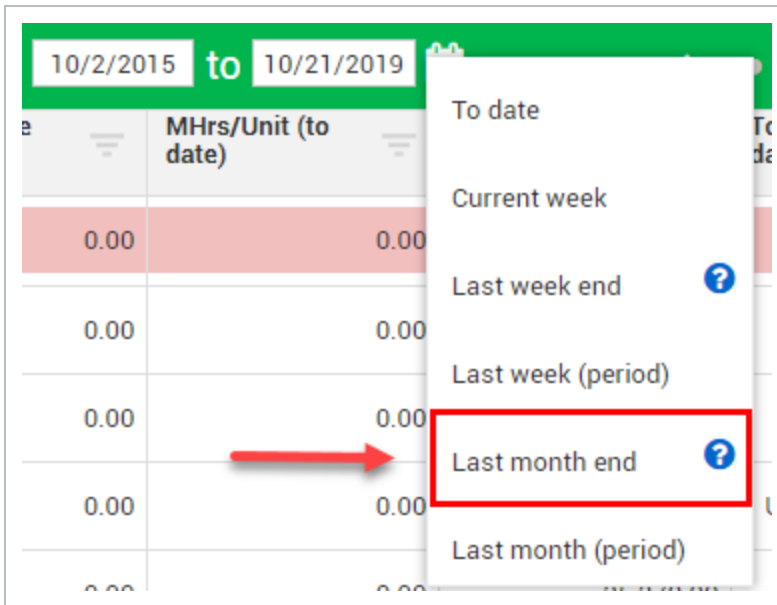 10/2/2015 to 10/21/2019
MHrs/Unit (to
date)
0.00 0.00
0.00 0.00
0.00 0.00
0.00 0.00
To date
Current week
Last week end ?
Last week (period)
Last month end ?
Last month (period)